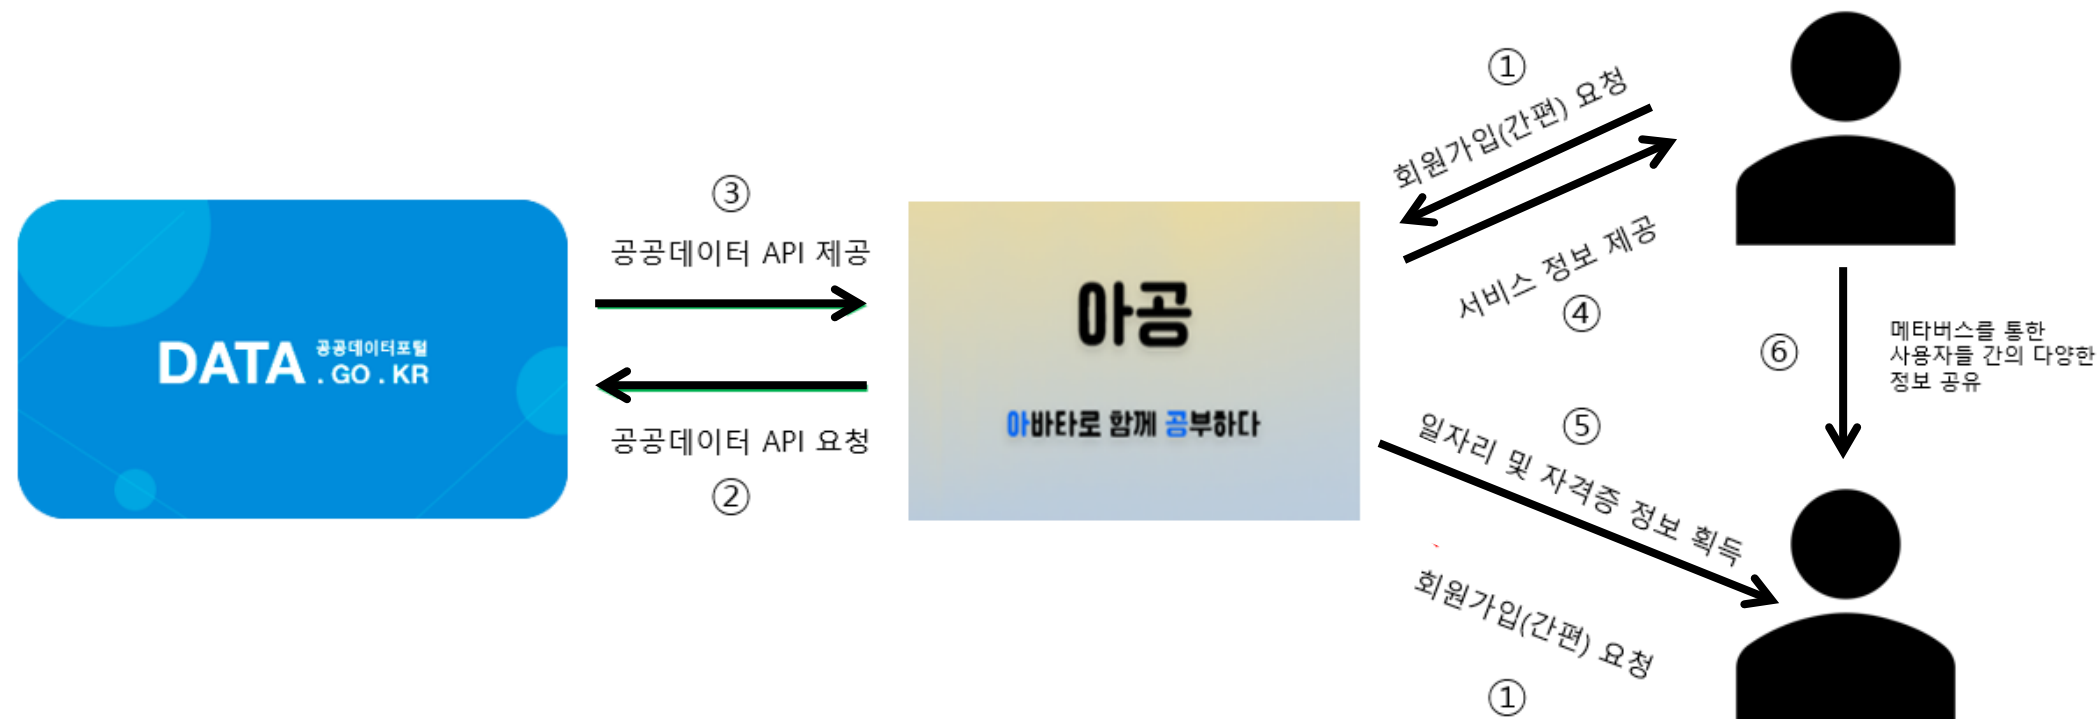 DATA 공공데이터포털
. GO . KR
③
공공데이터 API 제공
공공데이터 API 요청
②
아공
아바타로 함께 공부하다
①
회원가입(간편) 요청
서비스 정보 제공
④
⑥
메타버스를 통한
사용자들 간의 다양한
정보 공유
⑤
일자리 및 자격증 정보 획득
회원가입(간편) 요청
①